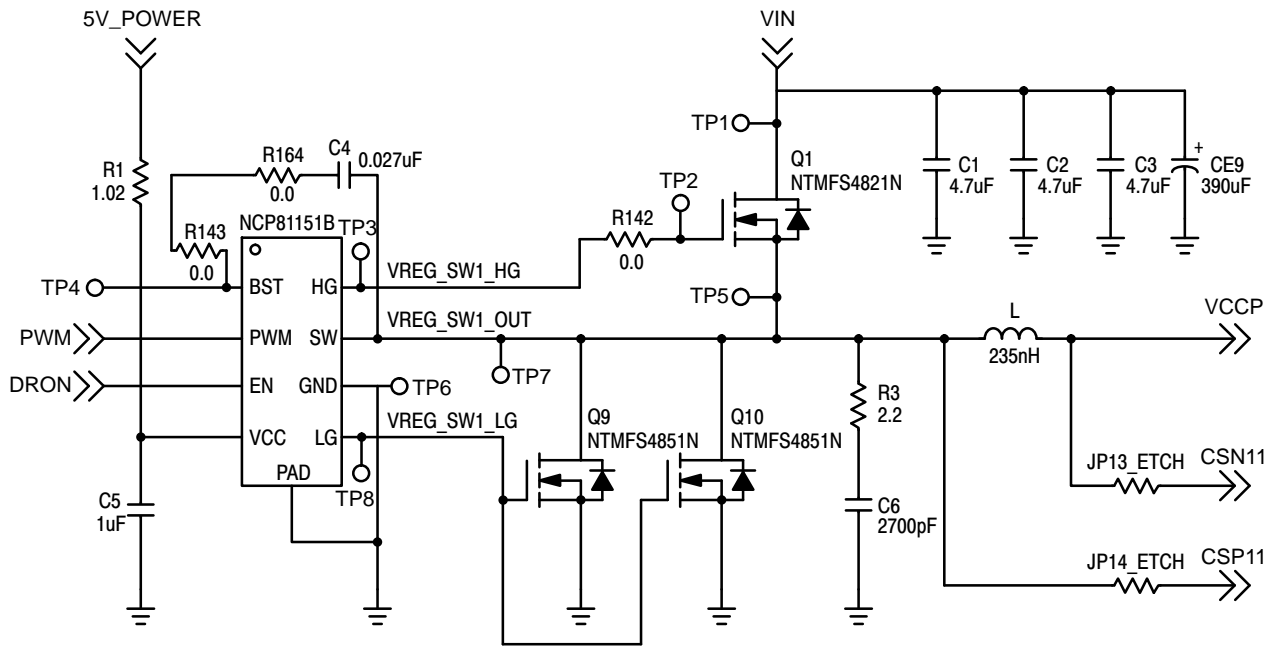 5V_POWER
VIN
TP1
R1
1.02
R164
0.0
C4
0.027uF
Q1
NTMFS4821N
C1
4.7uF
C2
4.7uF
C3
4.7uF
+
CE9
390uF
TP2
R143
0.0
NCP81151B
TP3
R142
0.0
TP4
BST
HG
VREG_SW1_HG
TP5
PWM
PWM
SW
VREG_SW1_OUT
L
235nH
VCCP
DRON
EN
GND
TP6
TP7
VCC
LG
VREG_SW1_LG
PAD
TP8
Q9
NTMFS4851N
Q10
NTMFS4851N
R3
2.2
C5
1uF
C6
2700pF
JP13_ETCH
CSN11
JP14_ETCH
CSP11